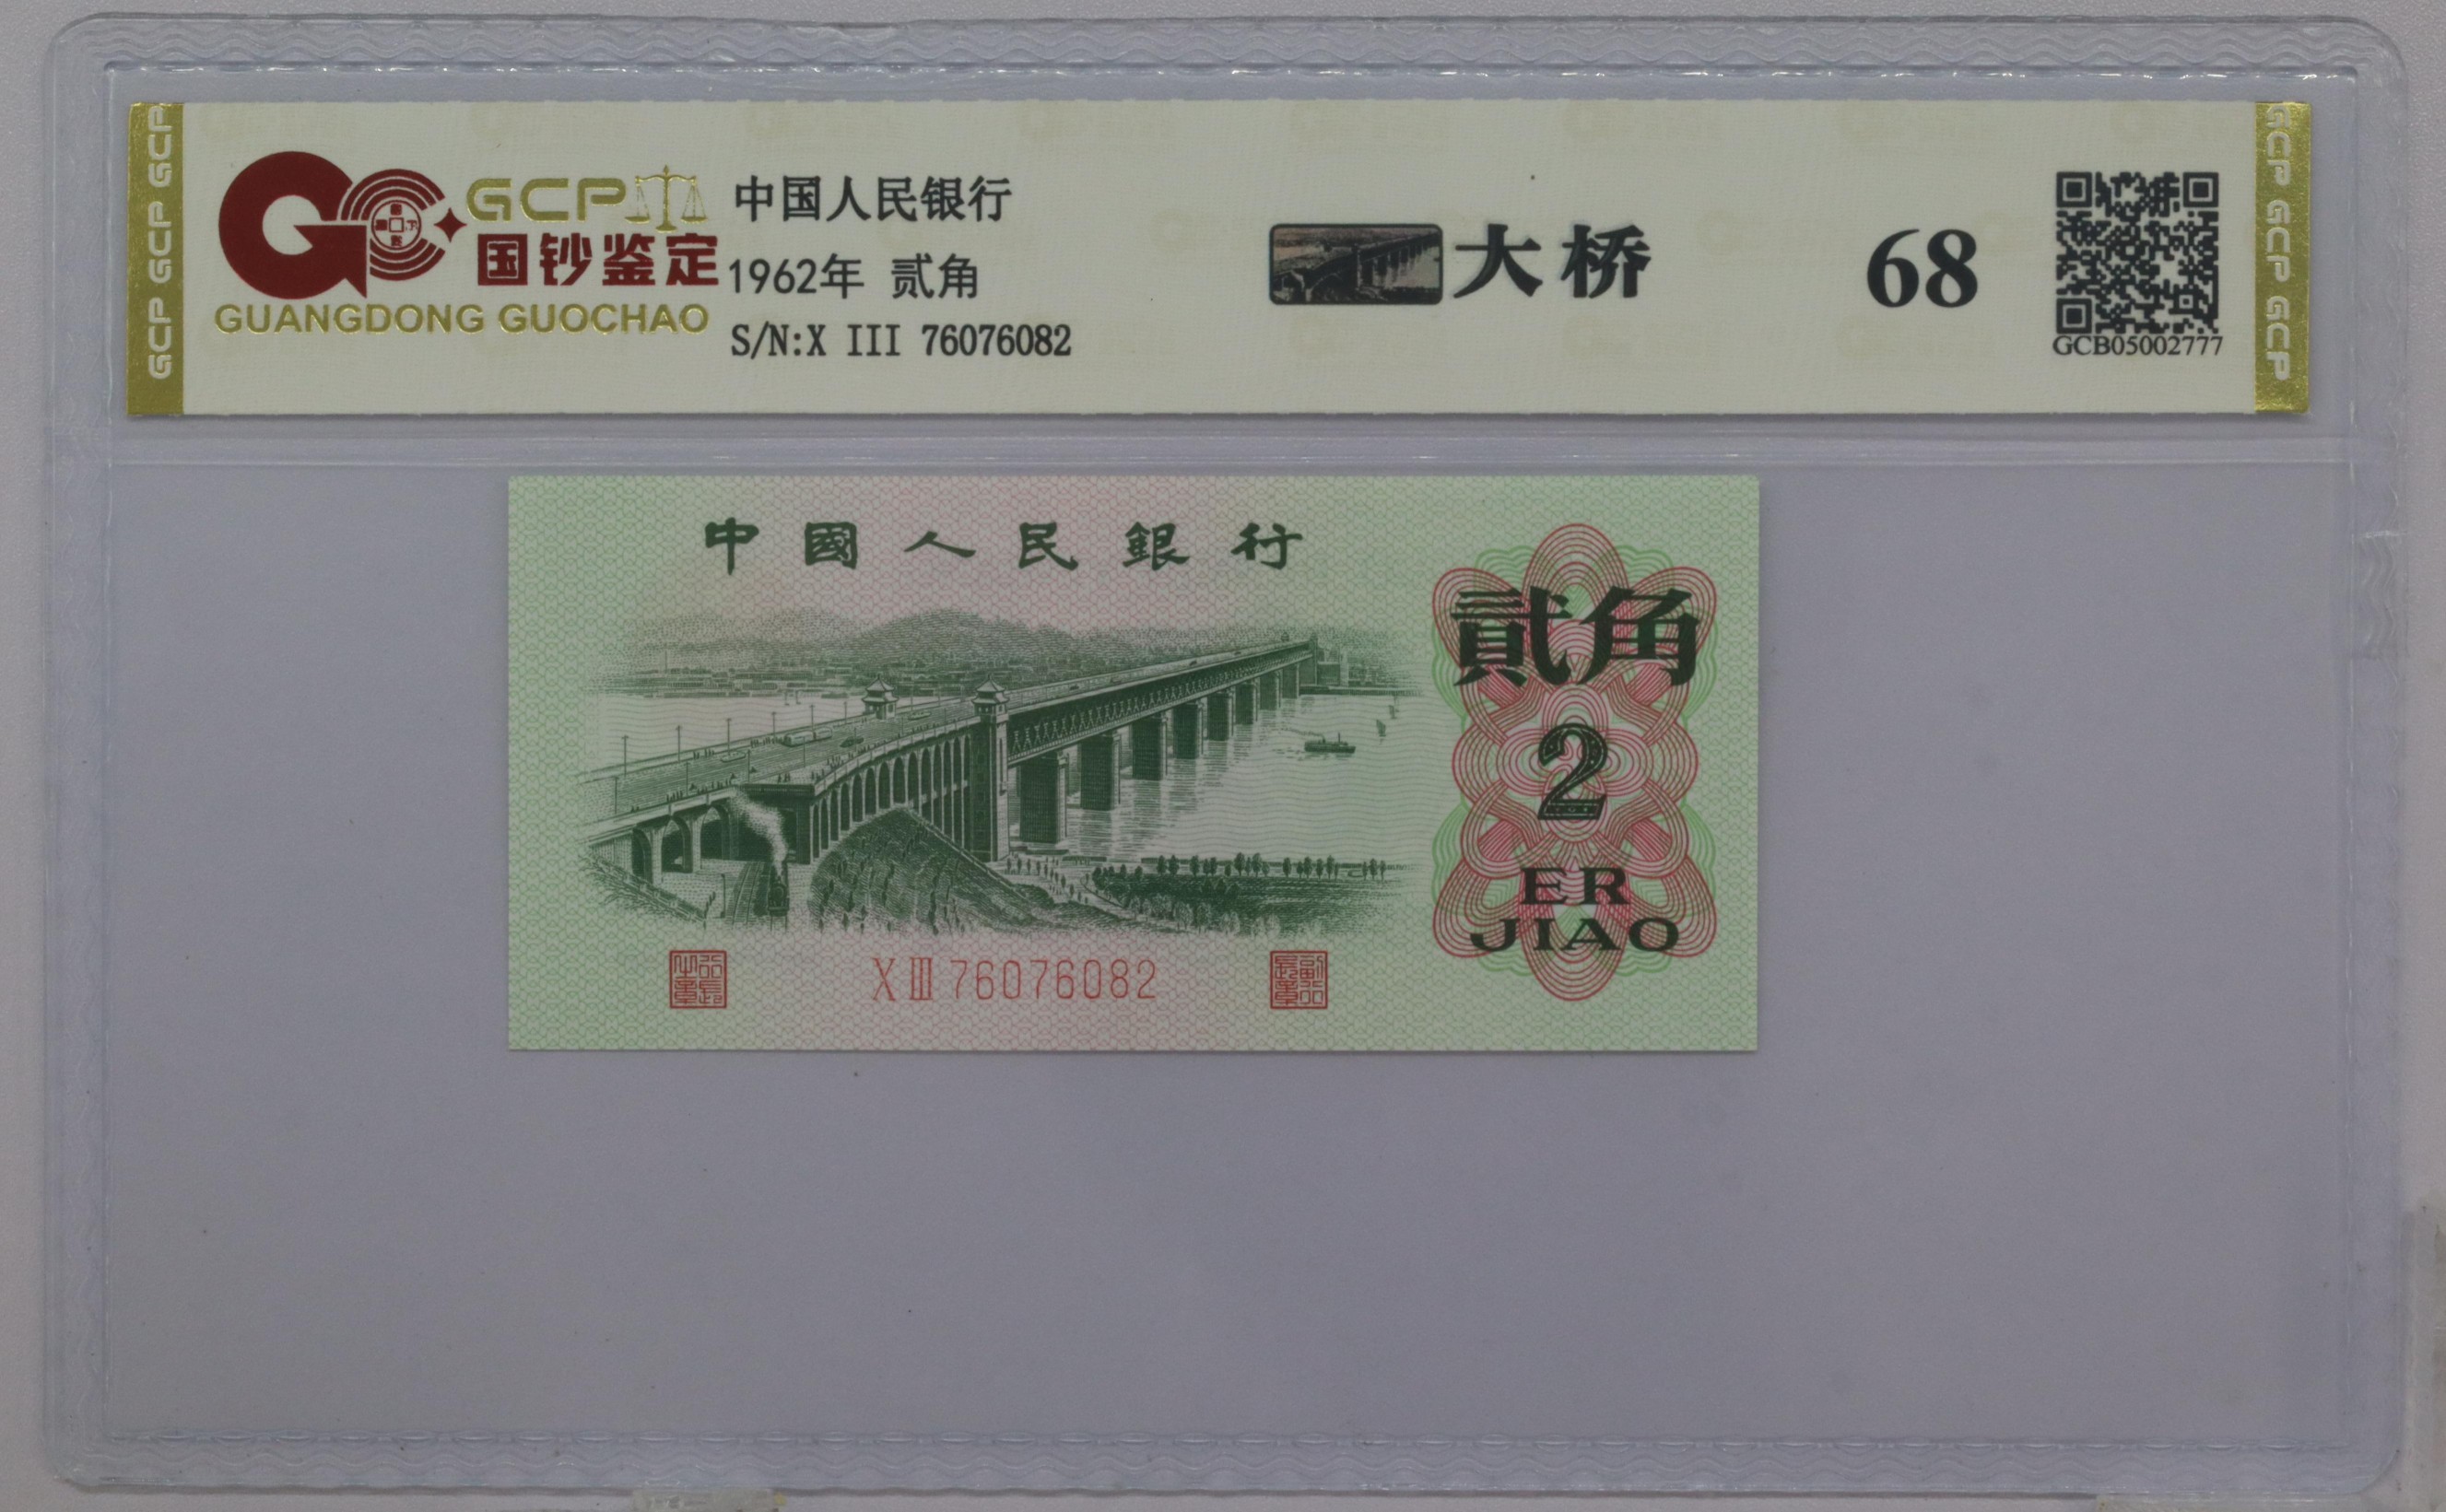 GCP GCP GCP
GCP
国钞鉴定
GUANGDONG GUOCHAO
中国人民银行
1962年 贰角
S/N:X III 76076082
大桥
68
GCB05002777
GCP GCP GCP
中國人民銀行
貳角
2
ER
JIAO
X III 76076082